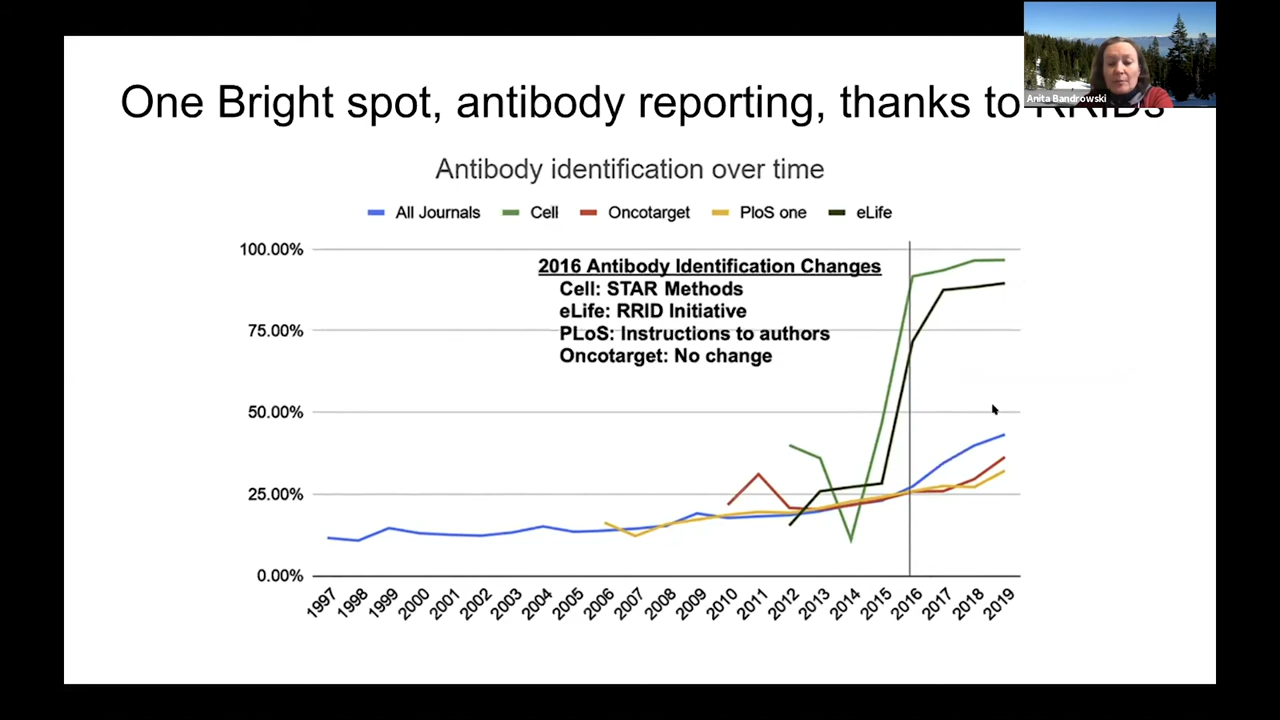 One Bright spot, antibody reporting, thanks to RRIDs
Anita Bandrowski
Antibody identification over time
All Journals Cell Oncotarget PloS one eLife
100.00%
2016 Antibody Identification Changes
Cell: STAR Methods
eLife: RRID Initiative
75.00%
PLoS: Instructions to authors
Oncotarget: No change
50.00%
25.00%
0.00%
1997 1998 1999 2000 2001 2002 2003 2004 2005 2006 2007 2008 2009 2010 2011 2012 2013 2014 2015 2016 2017 2018 2019